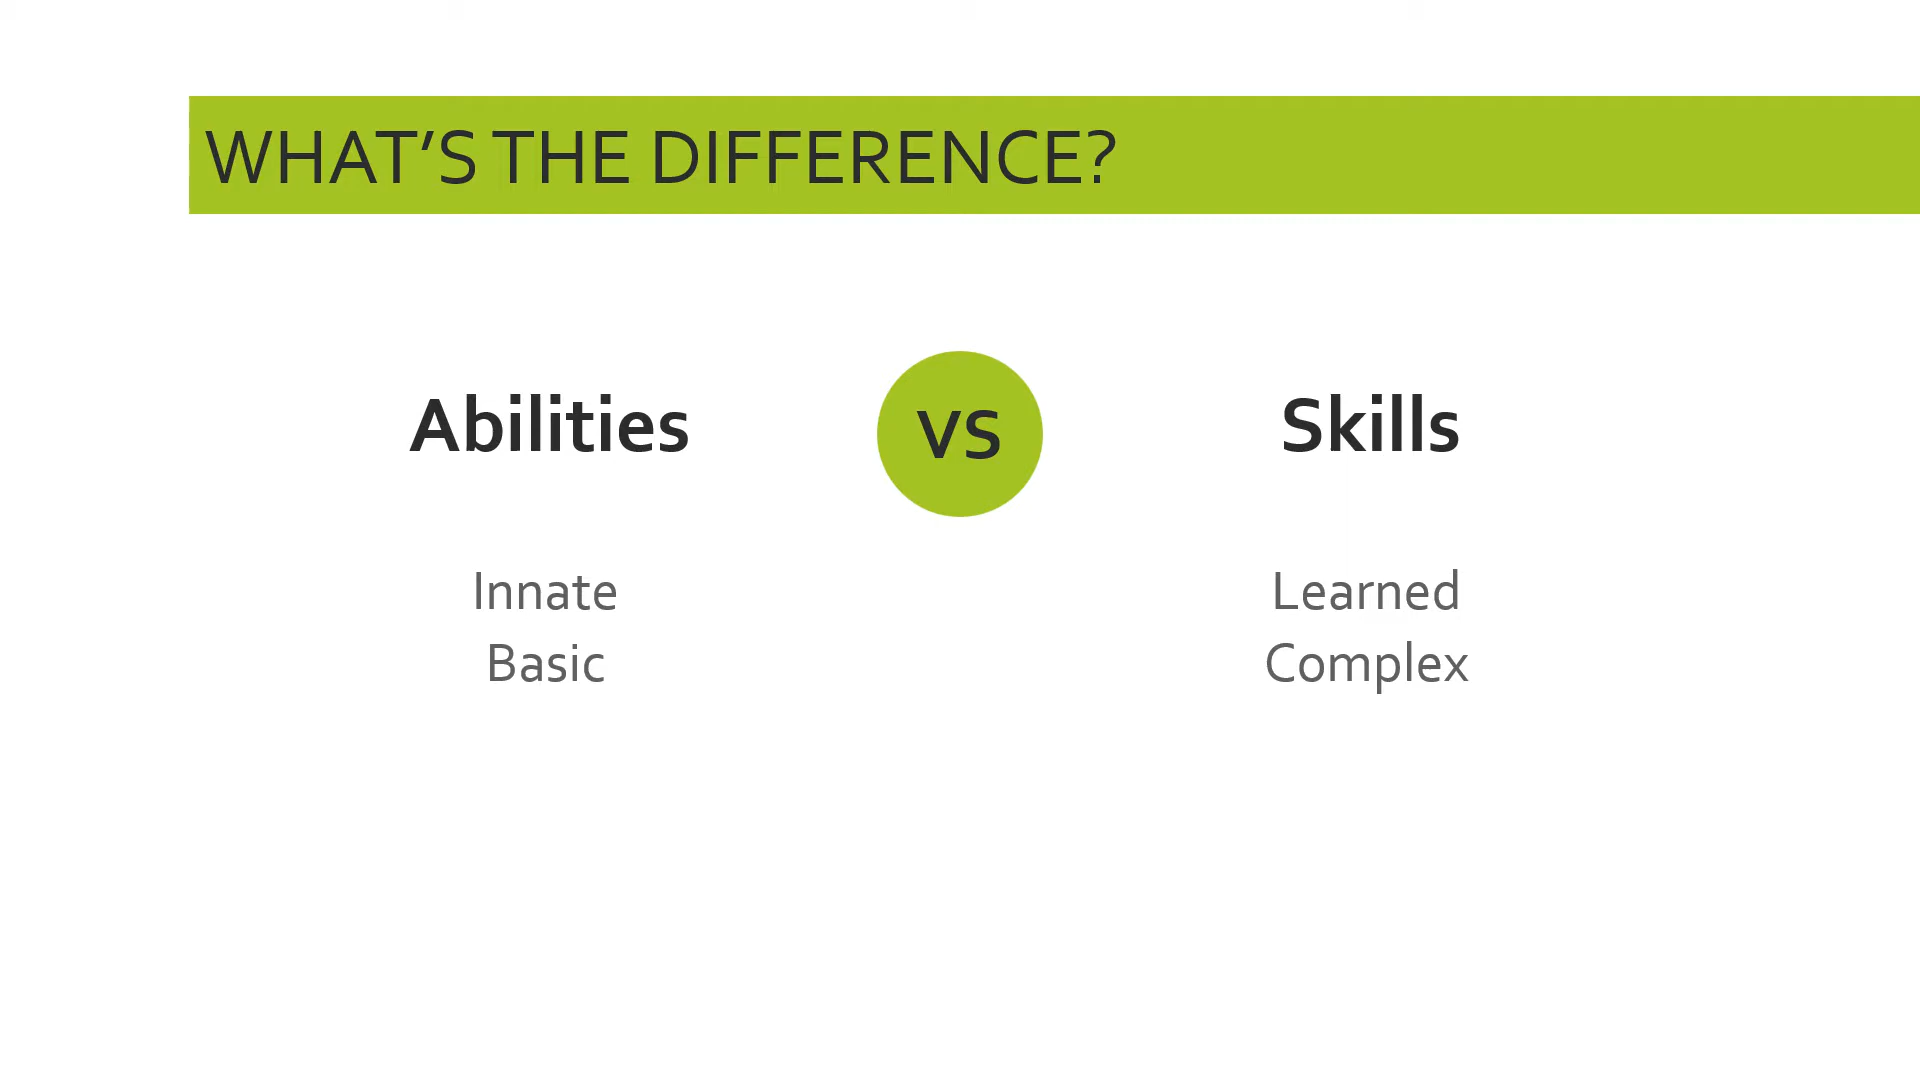 WHAT’S THE DIFFERENCE?
Abilities
VS
Skills
Innate
Basic
Learned
Complex